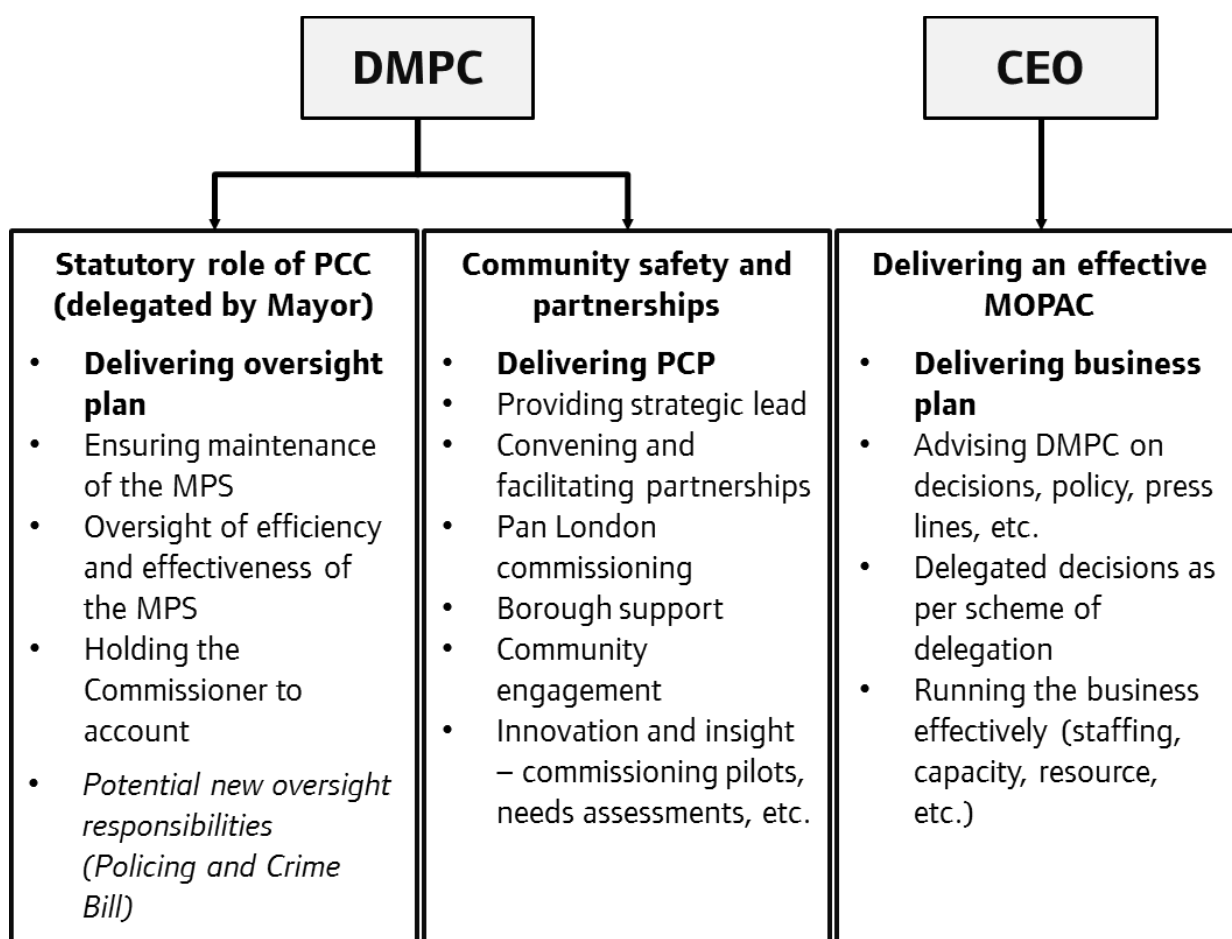 DMPC
CEO
Statutory role of PCC
(delegated by Mayor)
• Delivering oversight
plan
• Ensuring maintenance
of the MPS
• Oversight of efficiency
and effectiveness of
the MPS
• Holding the
Commissioner to
account
• Potential new oversight
responsibilities
(Policing and Crime
Bill)
Community safety and
partnerships
• Delivering PCP
• Providing strategic lead
• Convening and
facilitating partnerships
• Pan London
commissioning
• Borough support
• Community
engagement
• Innovation and insight
– commissioning pilots,
needs assessments, etc.
Delivering an effective
MOPAC
• Delivering business
plan
• Advising DMPC on
decisions, policy, press
lines, etc.
• Delegated decisions as
per scheme of
delegation
• Running the business
effectively (staffing,
capacity, resource,
etc.)